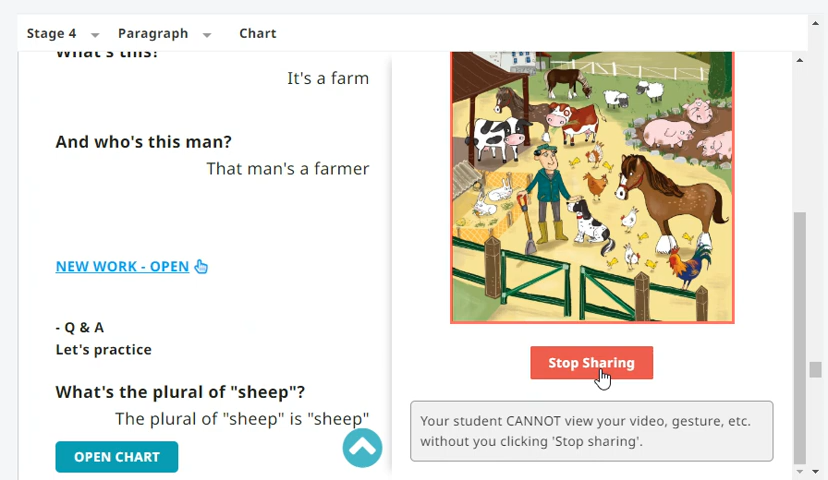 Stage 4 Paragraph Chart
What's this?
It's a farm
And who's this man?
That man's a farmer
NEW WORK - OPEN
- Q & A
Let's practice
What's the plural of "sheep"?
The plural of "sheep" is "sheep"
OPEN CHART
Stop Sharing
Your student CANNOT view your video, gesture, etc.
without you clicking 'Stop sharing'.